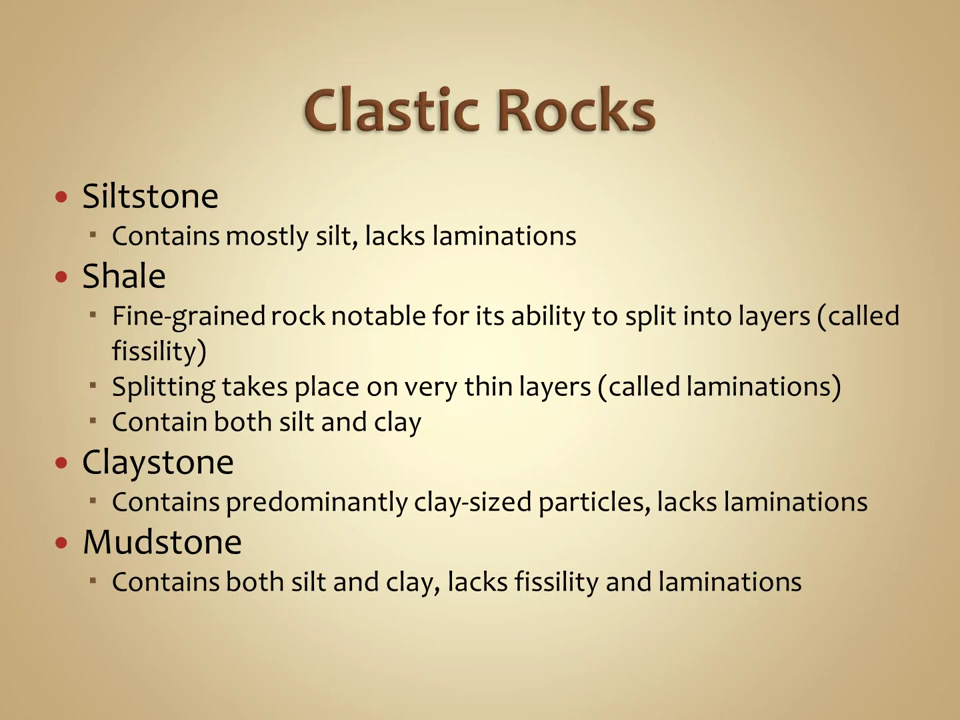 Clastic Rocks
• Siltstone
▪ Contains mostly silt, lacks laminations
• Shale
▪ Fine-grained rock notable for its ability to split into layers (called
fissility)
▪ Splitting takes place on very thin layers (called laminations)
▪ Contain both silt and clay
• Claystone
▪ Contains predominantly clay-sized particles, lacks laminations
• Mudstone
▪ Contains both silt and clay, lacks fissility and laminations